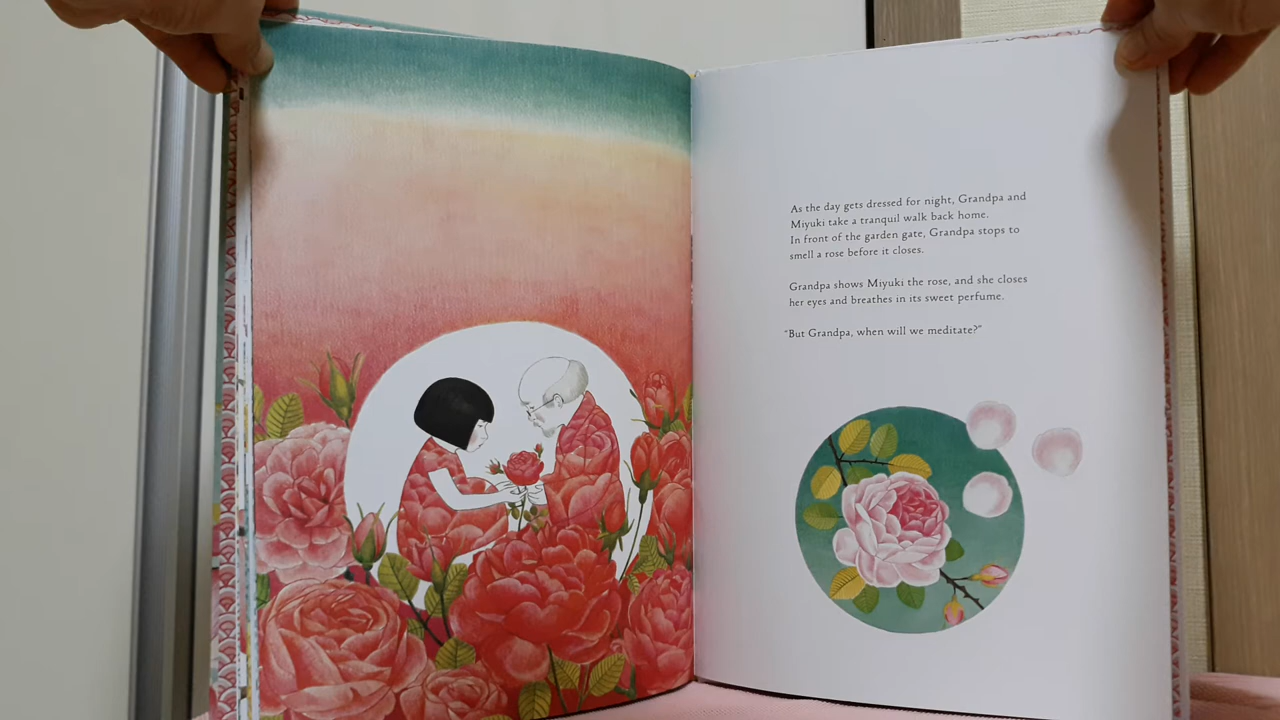 As the day gets dressed for night, Grandpa and
Miyuki take a tranquil walk back home.
In front of the garden gate, Grandpa stops to
smell a rose before it closes.
Grandpa shows Miyuki the rose, and she closes
her eyes and breathes in its sweet perfume.
“But Grandpa, when will we meditate?”